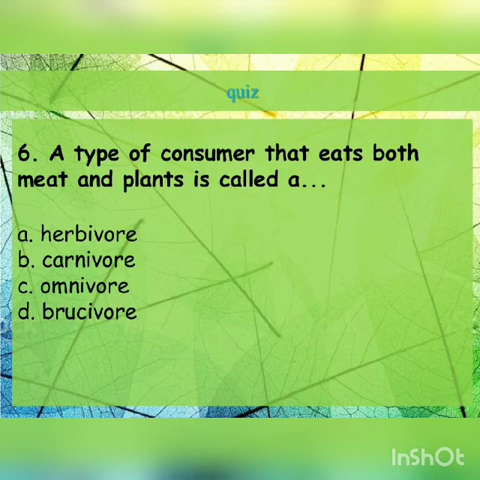 quiz
6. A type of consumer that eats both
meat and plants is called a...
a. herbivore
b. carnivore
c. omnivore
d. brucivore
InShOt